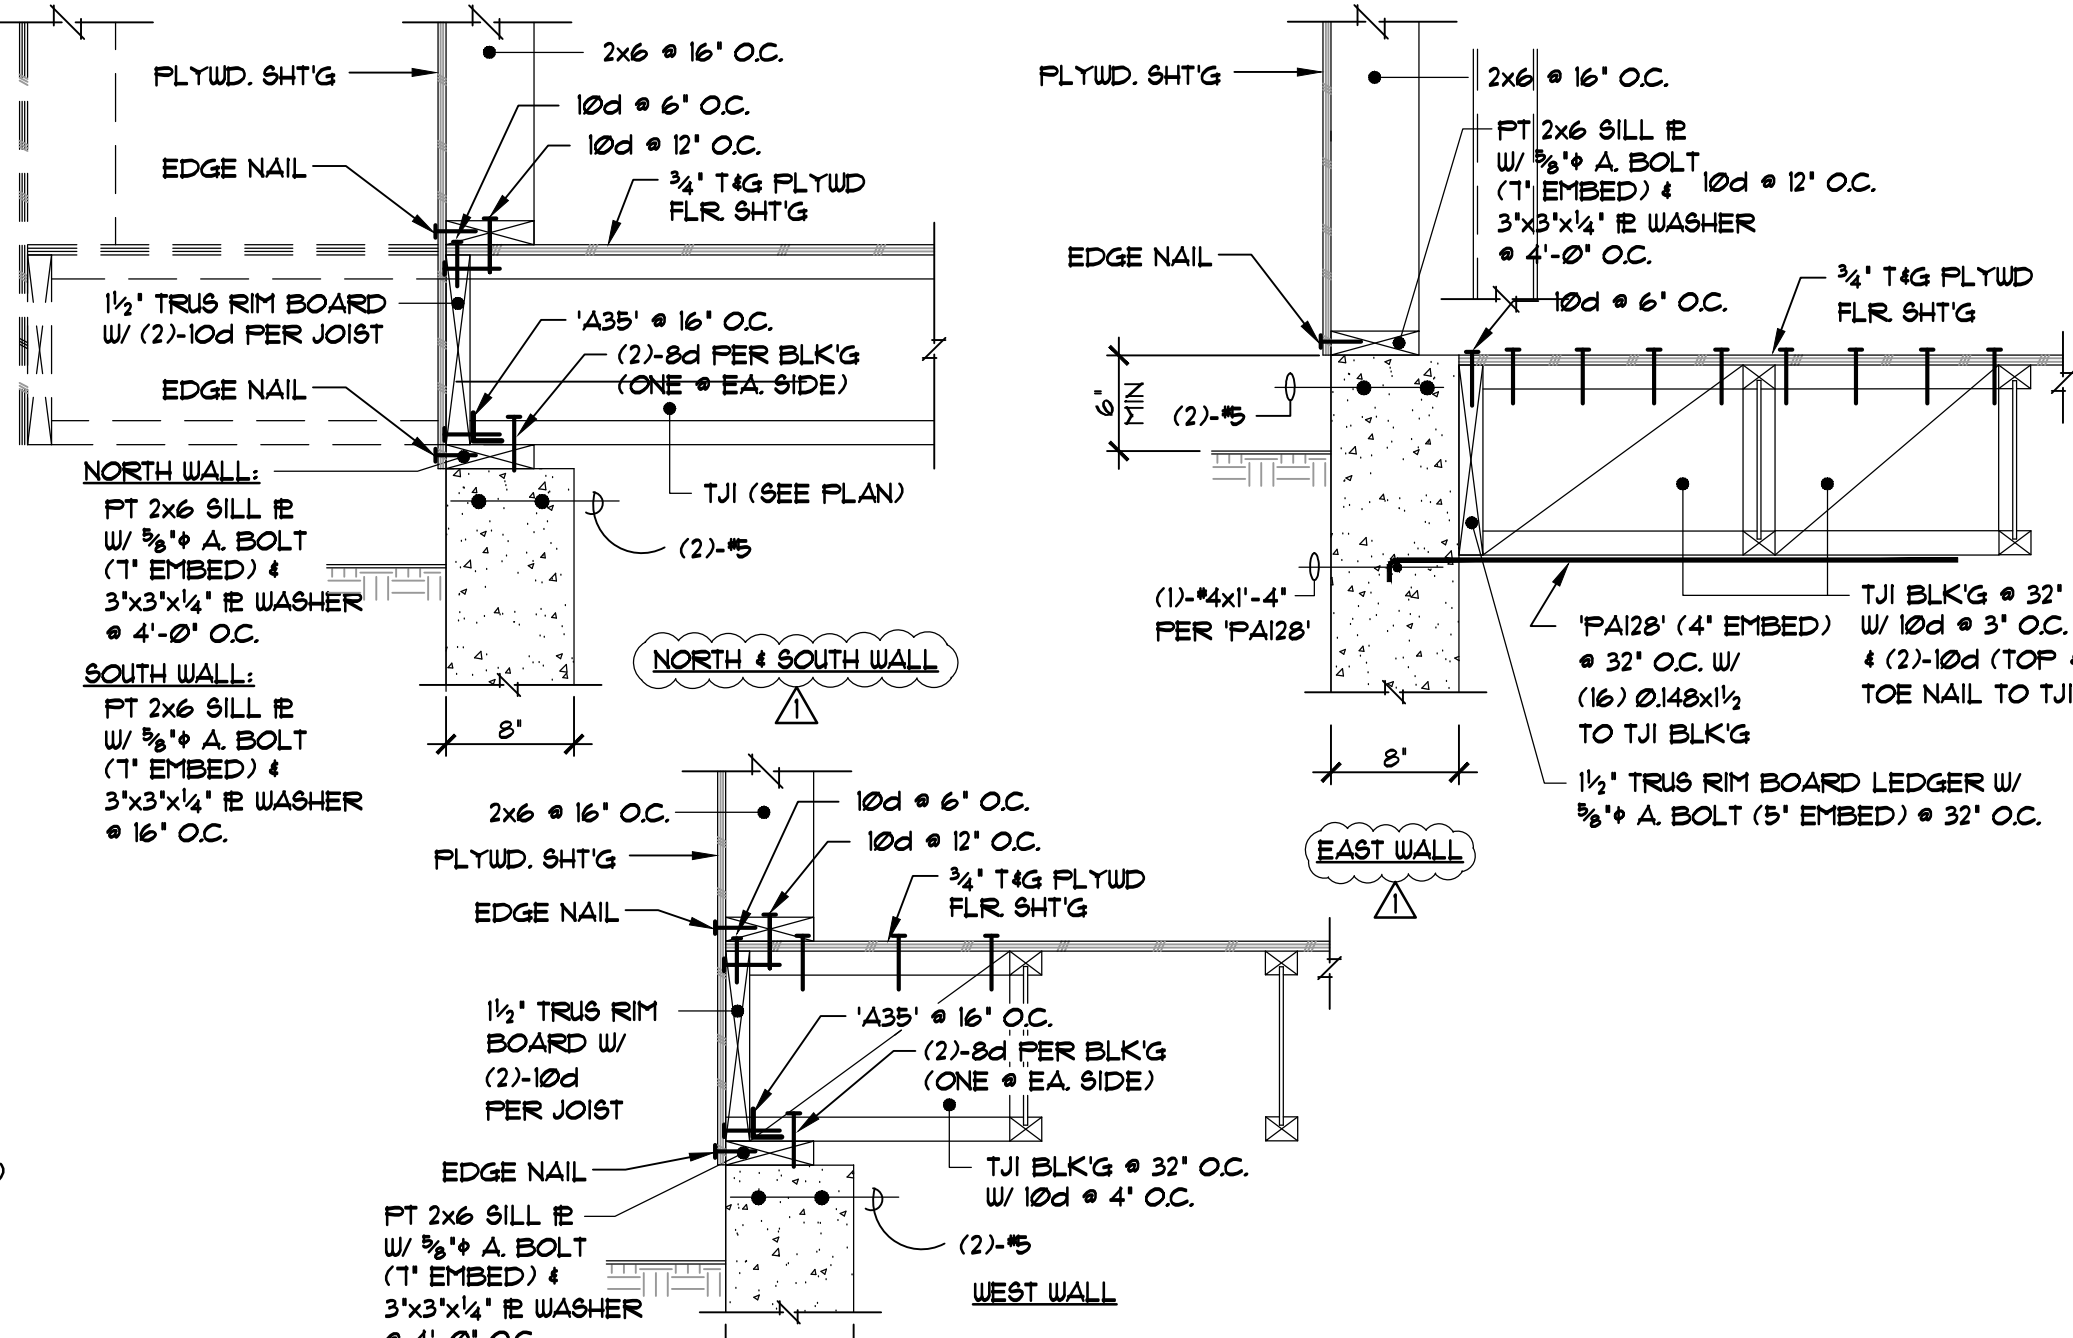 PLYWD. SHT'G
2x6 @ 16" O.C.
10d @ 6" O.C.
10d @ 12" O.C.
EDGE NAIL
3/4" T&G PLYWD
FLR. SHT'G
1 1/2" TRUS RIM BOARD
W/ (2)-10d PER JOIST
'A35' @ 16" O.C.
(2)-8d PER BLK'G
(ONE @ EA. SIDE)
EDGE NAIL
NORTH WALL:
PT 2x6 SILL PL
W/ 5/8"ϕ A. BOLT
(7" EMBED) &
3"x3"x1/4" PL WASHER
@ 4'-0" O.C.
SOUTH WALL:
PT 2x6 SILL PL
W/ 5/8"ϕ A. BOLT
(7" EMBED) &
3"x3"x1/4" PL WASHER
@ 16" O.C.
TJI (SEE PLAN)
(2)-#5
8"
NORTH & SOUTH WALL
1
PLYWD. SHT'G
2x6 @ 16" O.C.
PT 2x6 SILL PL
W/ 5/8"ϕ A. BOLT
(7" EMBED) &
3"x3"x1/4" PL WASHER
@ 4'-0" O.C.
10d @ 12" O.C.
EDGE NAIL
10d @ 6" O.C.
3/4" T&G PLYWD
FLR. SHT'G
6"
MIN
(2)-#5
(1)-#4x1'-4"
PER 'PAI28'
'PAI28' (4" EMBED)
@ 32" O.C. W/
(16) 0.148x1 1/2
TO TJI BLK'G
TJI BLK'G @ 32"
W/ 10d @ 3" O.C.
& (2)-10d (TOP &
TOE NAIL TO TJI
8"
1 1/2" TRUS RIM BOARD LEDGER W/
5/8"ϕ A. BOLT (5" EMBED) @ 32" O.C.
EAST WALL
1
2x6 @ 16" O.C.
PLYWD. SHT'G
10d @ 6" O.C.
10d @ 12" O.C.
3/4" T&G PLYWD
FLR. SHT'G
EDGE NAIL
1 1/2" TRUS RIM
BOARD W/
(2)-10d
PER JOIST
'A35' @ 16" O.C.
(2)-8d PER BLK'G
(ONE @ EA. SIDE)
EDGE NAIL
TJI BLK'G @ 32" O.C.
W/ 10d @ 4" O.C.
PT 2x6 SILL PL
W/ 5/8"ϕ A. BOLT
(7" EMBED) &
3"x3"x1/4" PL WASHER
@ 4'-0" O.C.
(2)-#5
WEST WALL